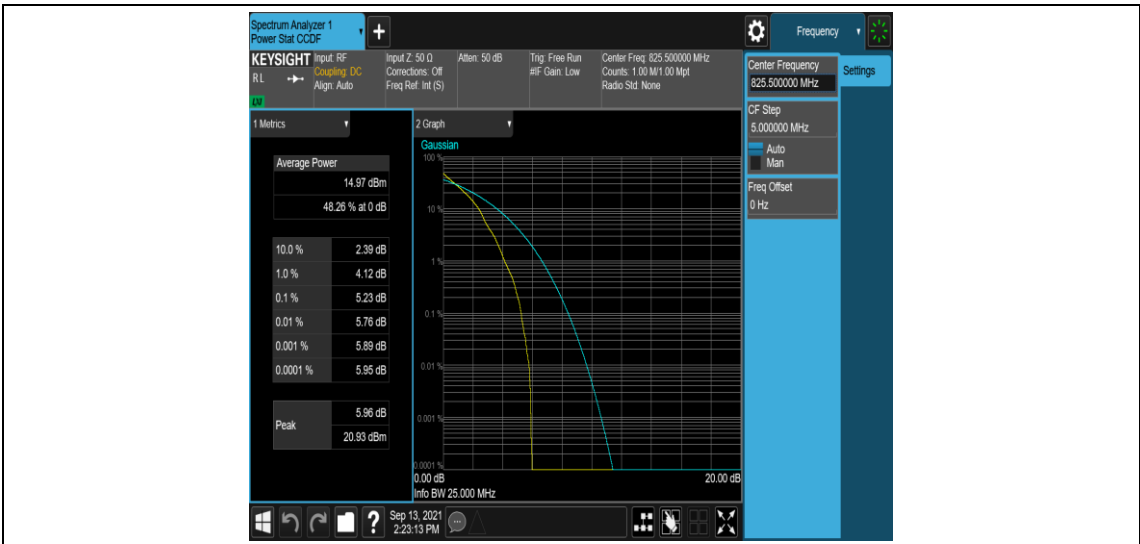 Spectrum Analyzer 1
Power Stat CCDF
+
Frequency
KEYSIGHT
RL
LXI
Input: RF
Coupling: DC
Align: Auto
Input Z: 50 Ω
Corrections: Off
Freq Ref: Int (S)
Atten: 50 dB
Trig: Free Run
#IF Gain: Low
Center Freq: 825.500000 MHz
Counts: 1.00 M/1.00 Mpt
Radio Std: None
Center Frequency
825.500000 MHz
Settings
CF Step
5.000000 MHz
Auto
Man
Freq Offset
0 Hz
1 Metrics
Average Power
14.97 dBm
48.26 % at 0 dB
10.0 % 2.39 dB
1.0 % 4.12 dB
0.1 % 5.23 dB
0.01 % 5.76 dB
0.001 % 5.89 dB
0.0001 % 5.95 dB
Peak
5.96 dB
20.93 dBm
2 Graph
Gaussian
100 %
10 %
1 %
0.1 %
0.01 %
0.001 %
0.0001 %
0.00 dB 20.00 dB
Info BW 25.000 MHz
?
Sep 13, 2021
2:23:13 PM